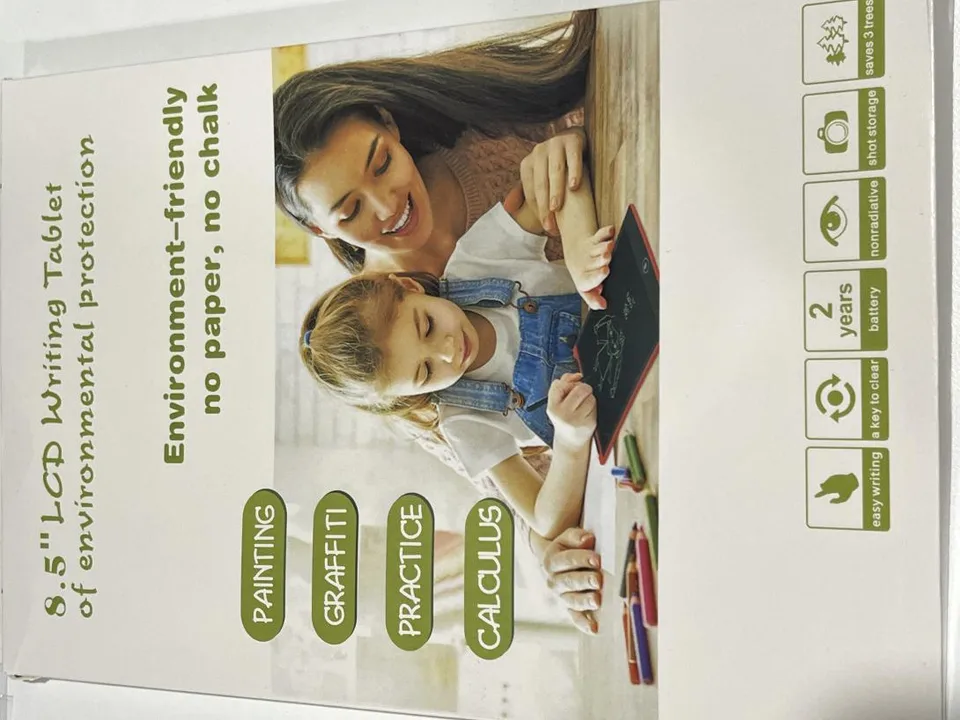 8.5"LCD Writing Tablet
of environmental protection
Environment-friendly
no paper, no chalk
PAINTING
GRAFFITI
PRACTICE
CALCULUS
easy writing
a key to clear
2
years
battery
nonradiative
shot storage
saves 3 trees